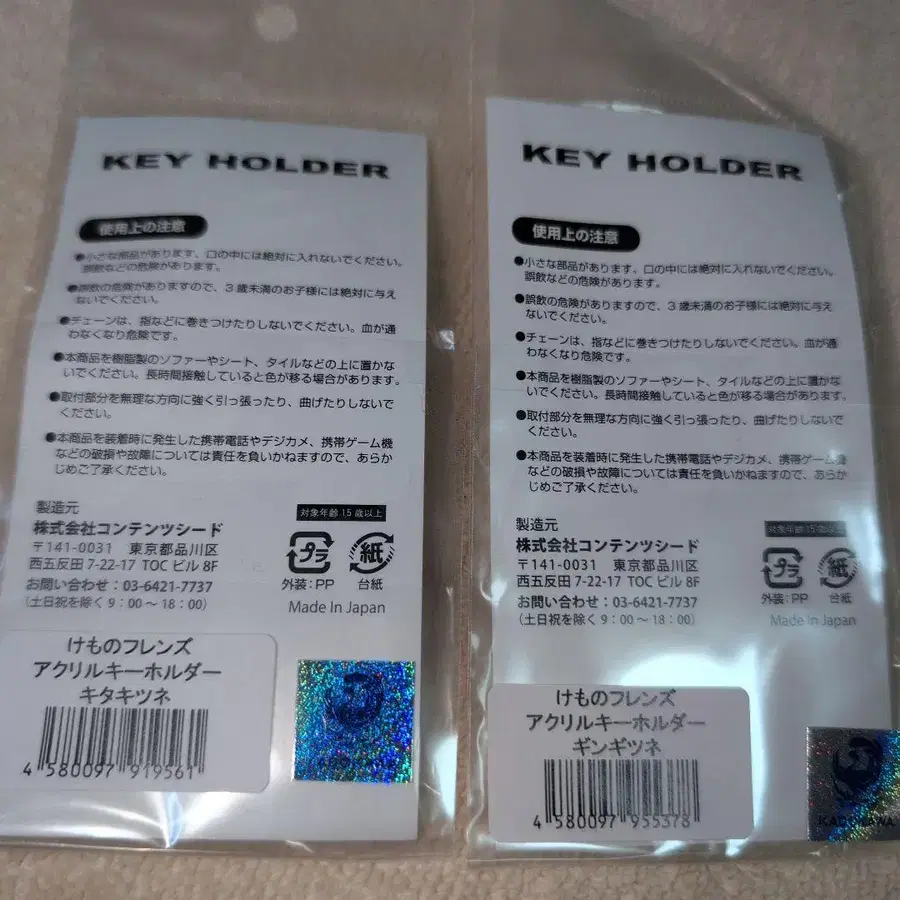 KEY HOLDER
使用上の注意
●小さな部品があります、口の中には絶対に入れないでください。
誤飲などの危険があります。
●誤飲の危険がありますので、3歳未満のお子様には絶対に与え
ないでください。
●チェーンは、指などに巻きつけたりしないでください。血が通
わなくなり危険です。
●本商品を樹脂製のソファーやシート、タイルなどの上に置かな
いでください。長時間接触していると色が移る場合があります。
●取付部分を無理な方向に強く引っ張ったり、曲げたりしないで
ください。
●本商品を装着時に発生した携帯電話やデジカメ、携帯ゲーム機
などの破損や故障については責任を負いかねますので、あらか
じめご了承ください。
製造元
株式会社コンテンツシード
〒141-0031 東京都品川区
西五反田 7-22-17 TOC ビル 8F
お問い合わせ：03-6421-7737
(土日祝を除く 9：00～18：00)
対象年齢 15歳以上
プラ
紙
外装：PP 台紙
Made In Japan
けものフレンズ
アクリルキーホルダー
キタキツネ
4 580097 919561
KADOKAWA
KEY HOLDER
使用上の注意
●小さな部品があります、口の中には絶対に入れないでください。
誤飲などの危険があります。
●誤飲の危険がありますので、3歳未満のお子様には絶対に与え
ないでください。
●チェーンは、指などに巻きつけたりしないでください。血が通
わなくなり危険です。
●本商品を樹脂製のソファーやシート、タイルなどの上に置かな
いでください。長時間接触していると色が移る場合があります。
●取付部分を無理な方向に強く引っ張ったり、曲げたりしないで
ください。
●本商品を装着時に発生した携帯電話やデジカメ、携帯ゲーム機
などの破損や故障については責任を負いかねますので、あらか
じめご了承ください。
製造元
株式会社コンテンツシード
〒141-0031 東京都品川区
西五反田 7-22-17 TOC ビル 8F
お問い合わせ：03-6421-7737
(土日祝を除く 9：00～18：00)
対象年齢 15歳以上
プラ
紙
外装：PP 台紙
Made In Japan
けものフレンズ
アクリルキーホルダー
ギンギツネ
4 580097 955378
KADOKAWA